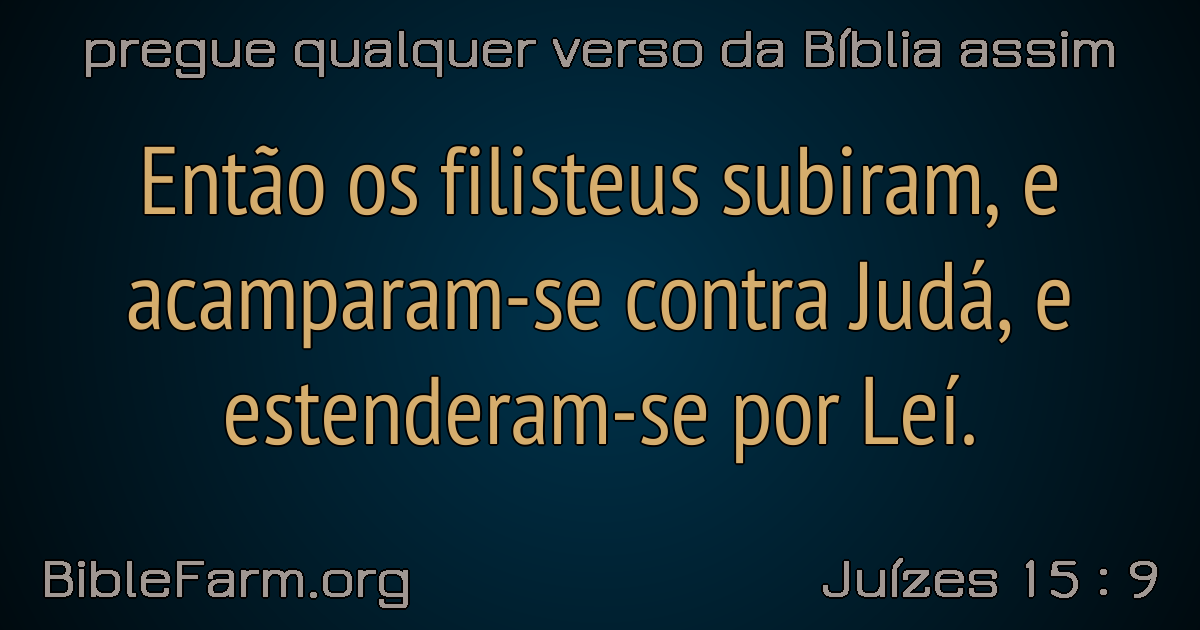 pregue qualquer verso da Bíblia assim
Então os filisteus subiram, e
acamparam-se contra Judá, e
estenderam-se por Leí.
BibleFarm.org
Juízes 15 : 9